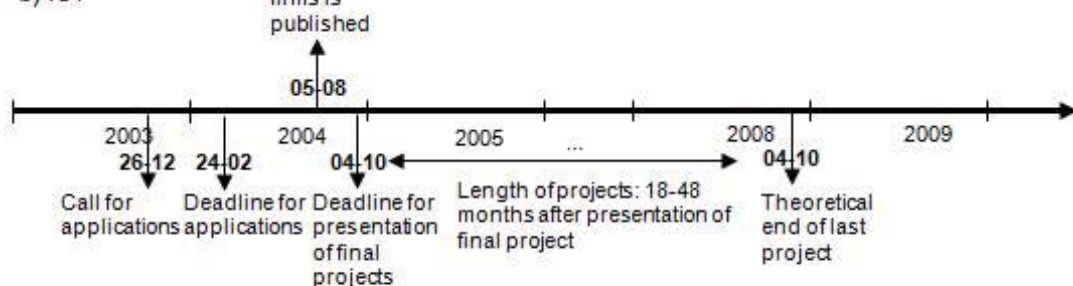 by
firms is
published
05-08
2003
2004
2005
...
2008
2009
26-12
24-02
04-10
04-10
Call for
applications
Deadline for
applications
Deadline for
presentation
of final
projects
Length of projects: 18-48
months after presentation of
final project
Theoretical
end of last
project